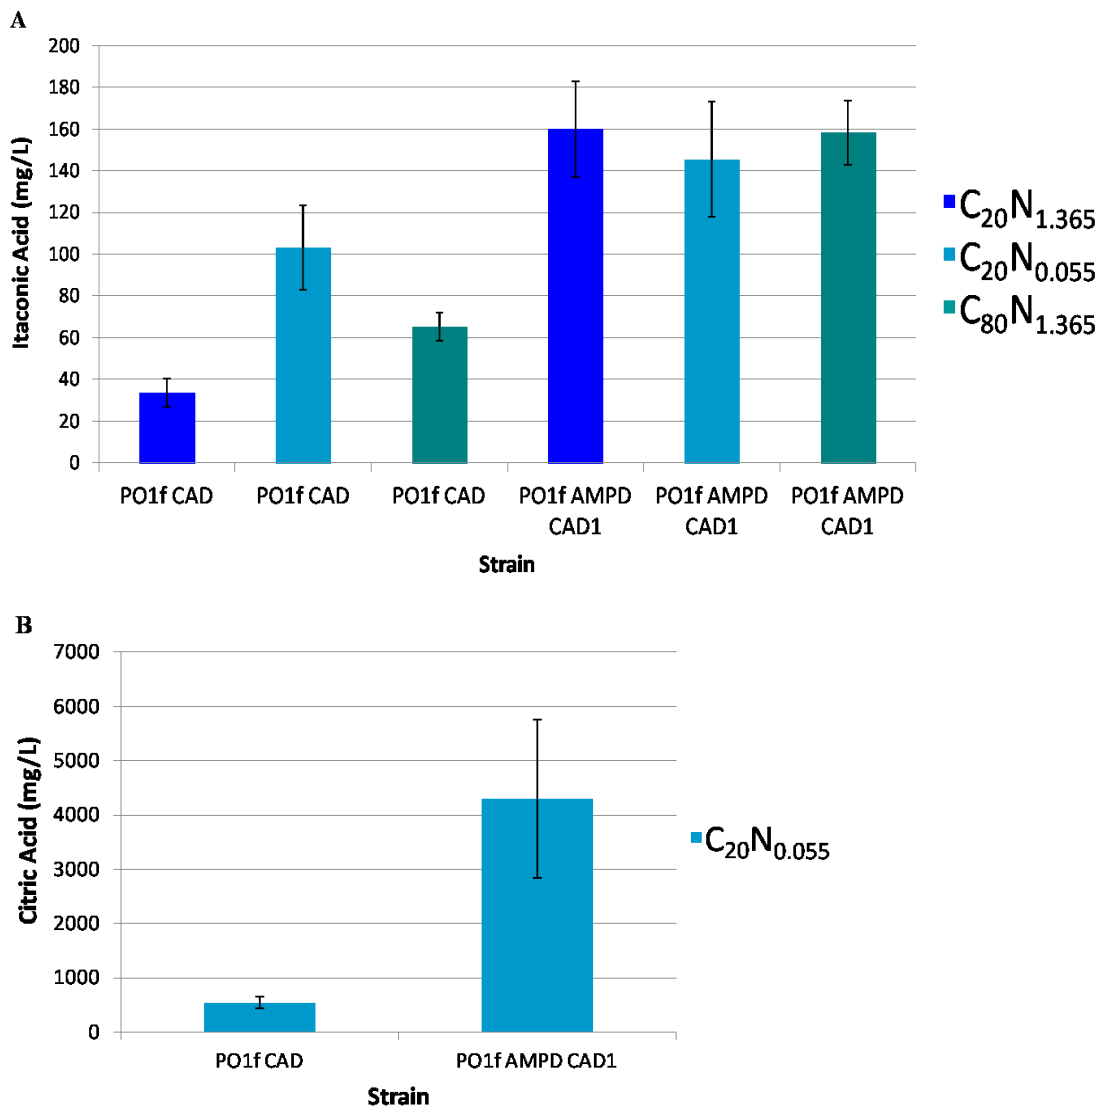 A
200
180
160
140
120
100
80
60
40
20
0
Itaconic Acid (mg/L)
PO1f CAD PO1f CAD PO1f CAD PO1f AMPD PO1f AMPD PO1f AMPD
CAD1 CAD1 CAD1
Strain
C20N1.365
C20N0.055
C80N1.365
B
7000
6000
5000
4000
3000
2000
1000
0
Citric Acid (mg/L)
PO1f CAD PO1f AMPD CAD1
Strain
C20N0.055